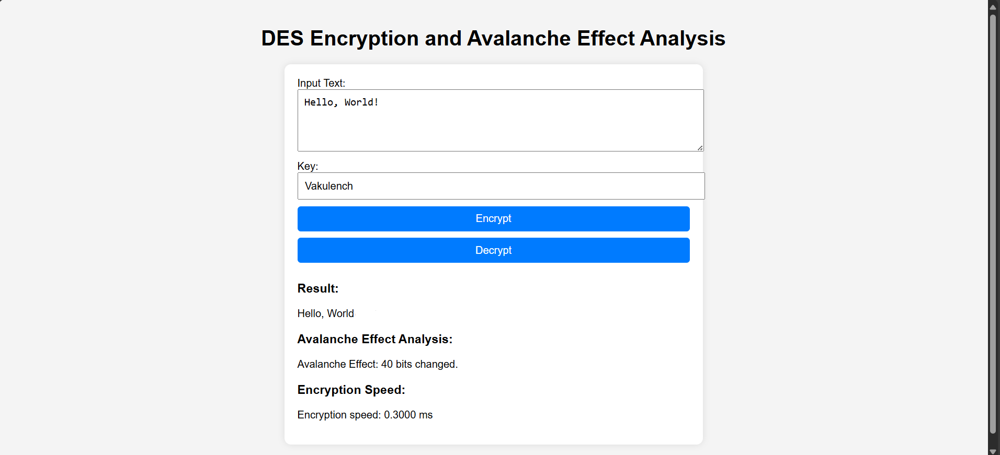 DES Encryption and Avalanche Effect Analysis
Input Text:
Hello, World!
Key:
Vakulench
Encrypt
Decrypt
Result:
Hello, World
Avalanche Effect Analysis:
Avalanche Effect: 40 bits changed.
Encryption Speed:
Encryption speed: 0.3000 ms